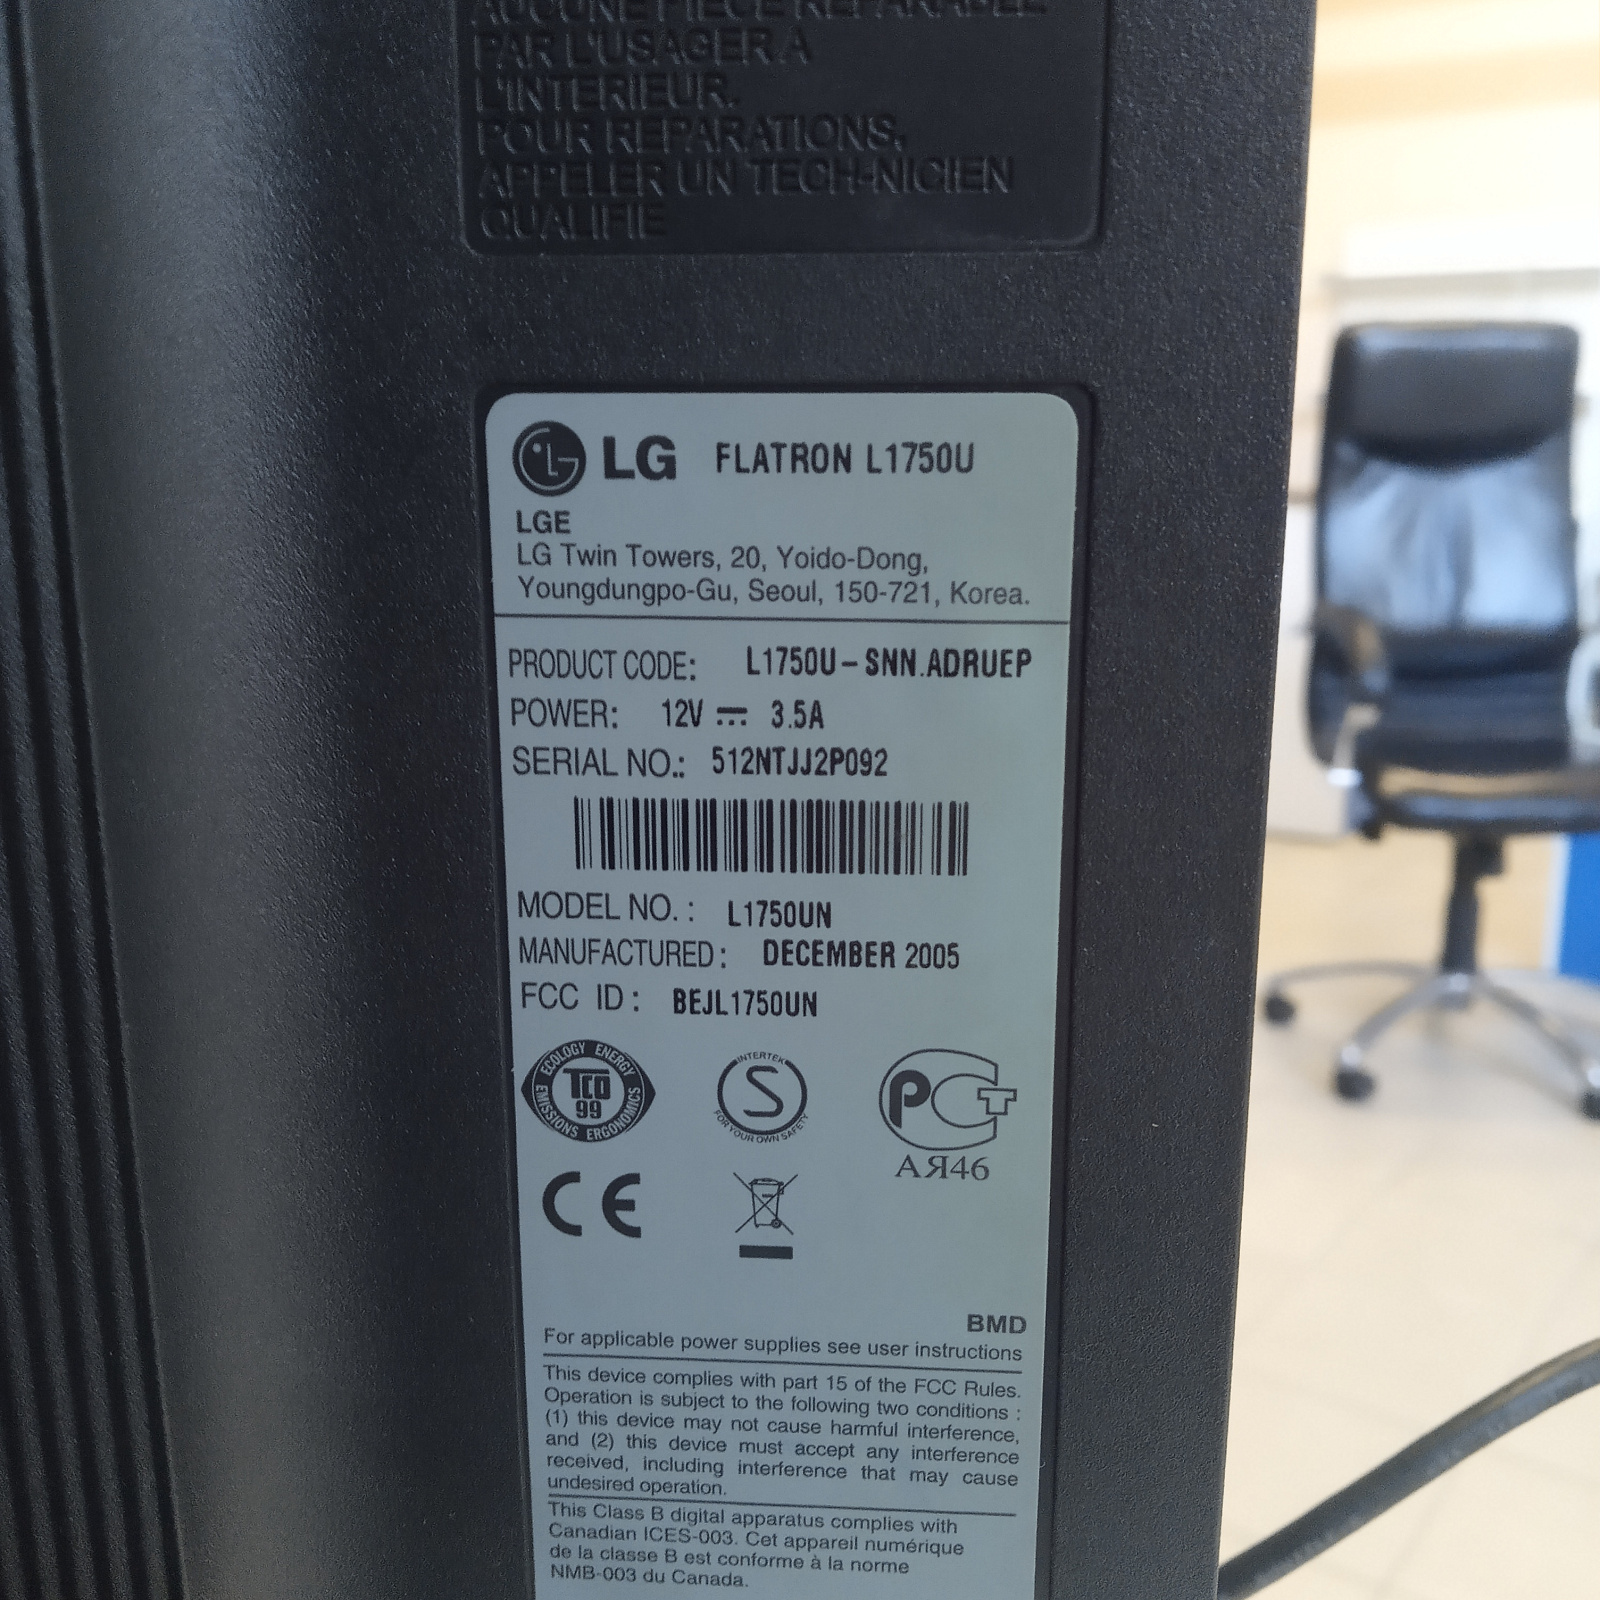 AUCUNE PIECE REPARABLE
PAR L'USAGER A
L'INTERIEUR.
POUR REPARATIONS,
APPELER UN TECH-NICIEN
QUALIFIE
LG FLATRON L1750U
LGE
LG Twin Towers, 20, Yoido-Dong,
Youngdungpo-Gu, Seoul, 150-721, Korea.
PRODUCT CODE: L1750U-SNN.ADRUEP
POWER: 12V ⎓ 3.5A
SERIAL NO.: 512NTJJ2P092
MODEL NO. : L1750UN
MANUFACTURED : DECEMBER 2005
FCC ID : BEJL1750UN
ECOLOGY ENERGY
TCO
99
EMISSIONS ERGONOMICS
INTERTEK
S
FOR YOUR OWN SAFETY
РСТ
АЯ46
CE
BMD
For applicable power supplies see user instructions
This device complies with part 15 of the FCC Rules.
Operation is subject to the following two conditions :
(1) this device may not cause harmful interference,
and (2) this device must accept any interference
received, including interference that may cause
undesired operation.
This Class B digital apparatus complies with
Canadian ICES-003. Cet appareil numérique
de la classe B est conforme à la norme
NMB-003 du Canada.